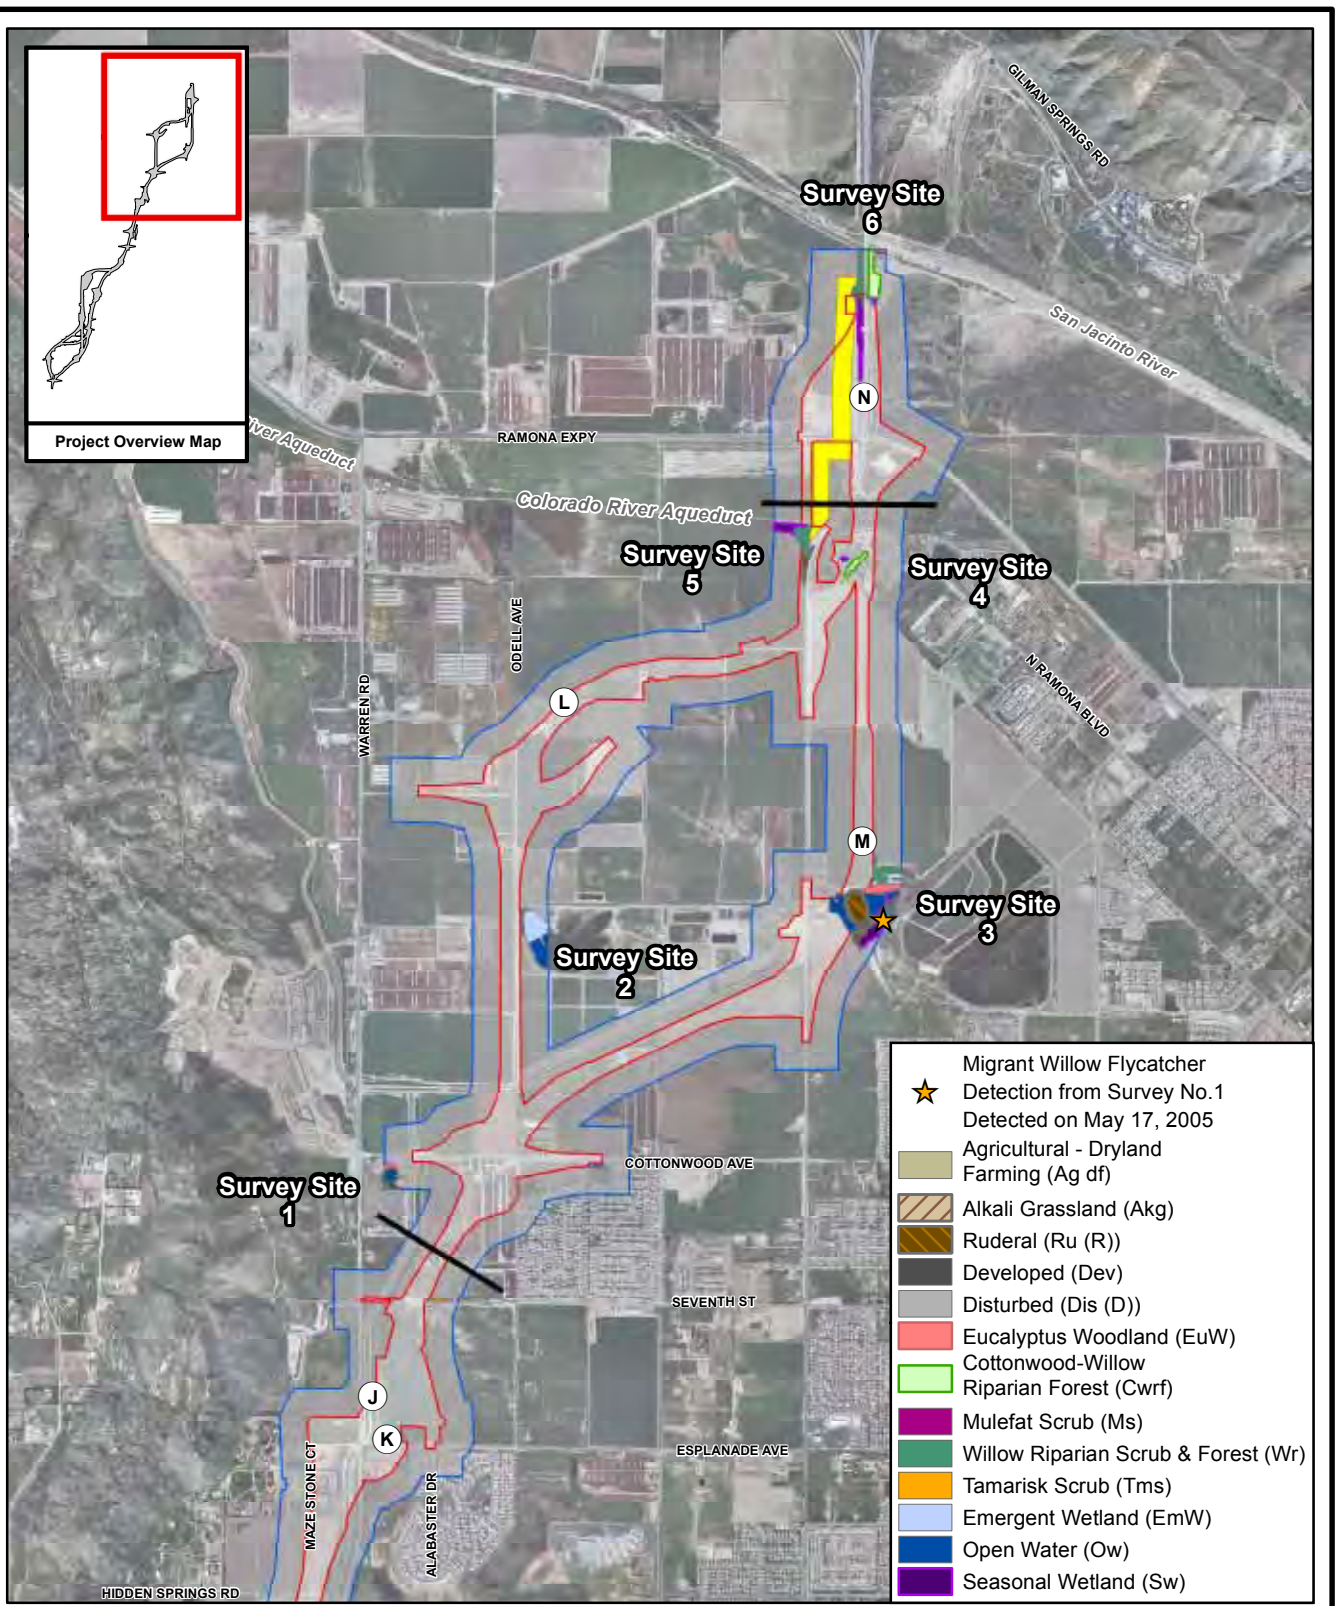 Project Overview Map
GILMAN SPRINGS RD
Survey Site
6
San Jacinto River
N
RAMONA EXPY
iver Aqueduct
Colorado River Aqueduct
Survey Site
5
Survey Site
4
ODELL AVE
WARREN RD
N RAMONA BLVD
L
M
Survey Site
3
Survey Site
2
COTTONWOOD AVE
Survey Site
1
SEVENTH ST
J
K
ESPLANADE AVE
MAZE STONE CT
ALABASTER DR
HIDDEN SPRINGS RD
Migrant Willow Flycatcher
Detection from Survey No.1
Detected on May 17, 2005
Agricultural - Dryland
Farming (Ag df)
Alkali Grassland (Akg)
Ruderal (Ru (R))
Developed (Dev)
Disturbed (Dis (D))
Eucalyptus Woodland (EuW)
Cottonwood-Willow
Riparian Forest (Cwrf)
Mulefat Scrub (Ms)
Willow Riparian Scrub & Forest (Wr)
Tamarisk Scrub (Tms)
Emergent Wetland (EmW)
Open Water (Ow)
Seasonal Wetland (Sw)